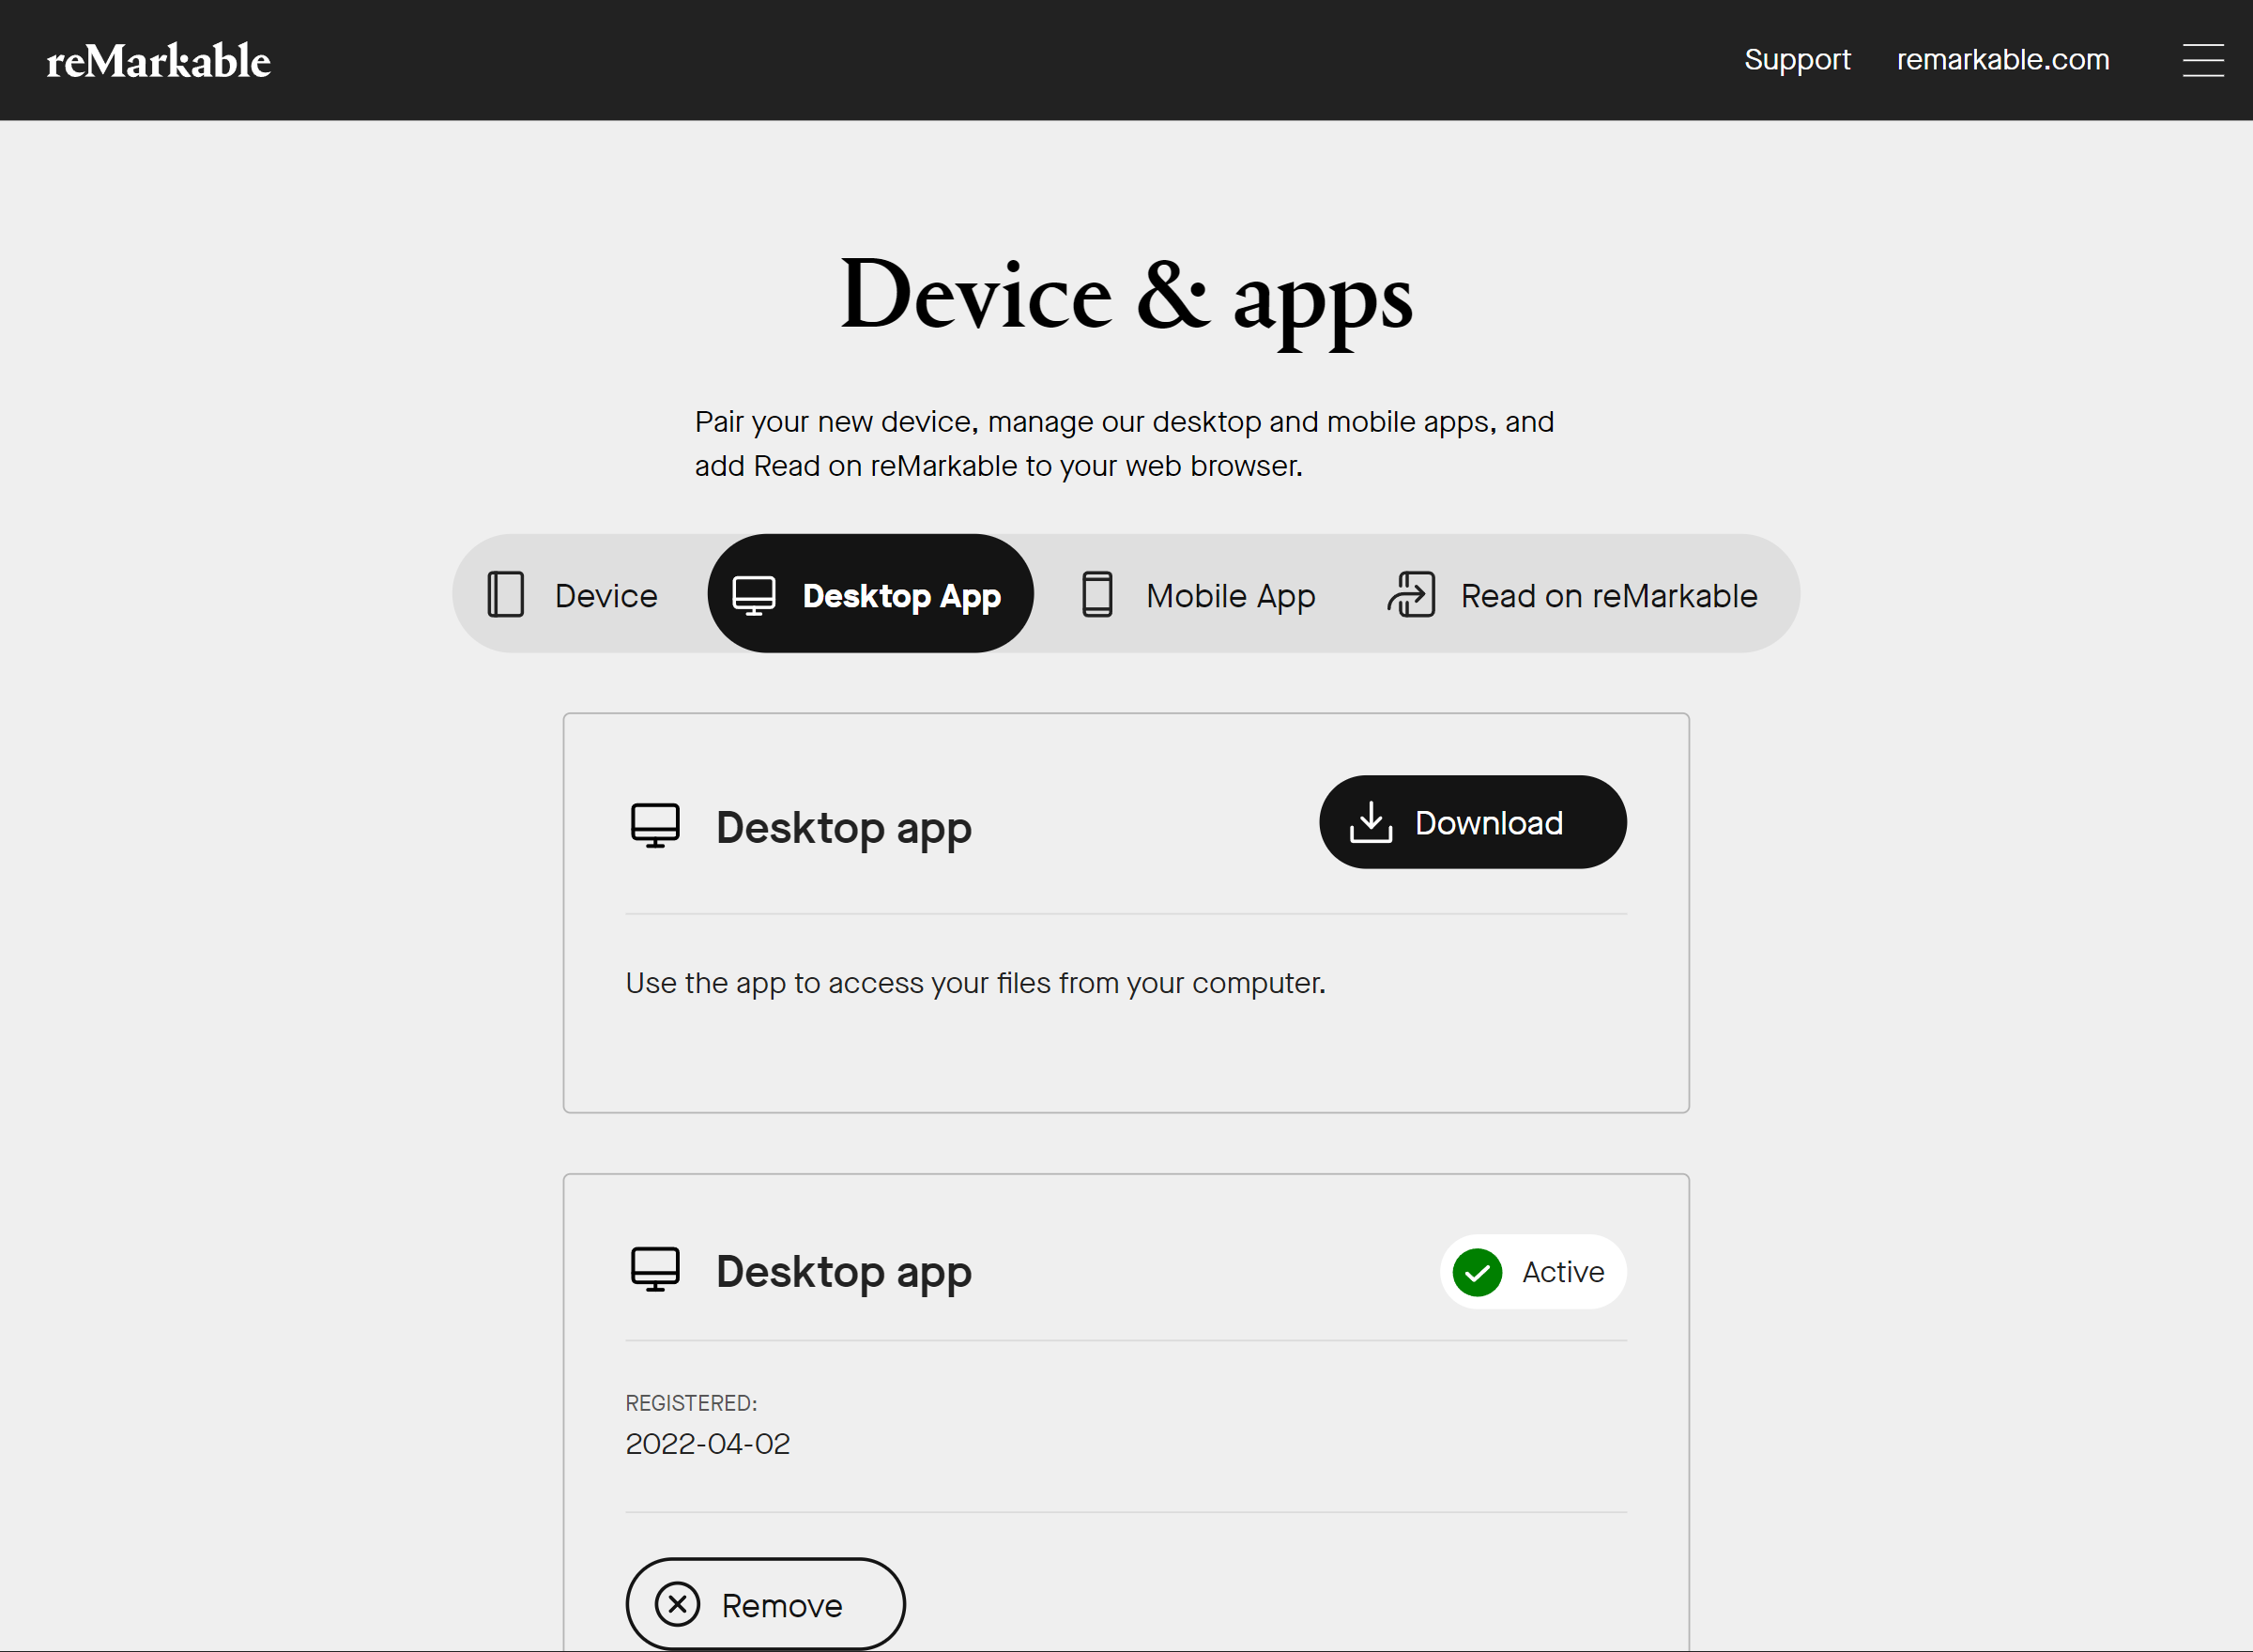 reMarkable
Support
remarkable.com
Device & apps
Pair your new device, manage our desktop and mobile apps, and
add Read on reMarkable to your web browser.
Device
Desktop App
Mobile App
Read on reMarkable
Desktop app
Download
Use the app to access your files from your computer.
Desktop app
Active
REGISTERED:
2022-04-02
Remove